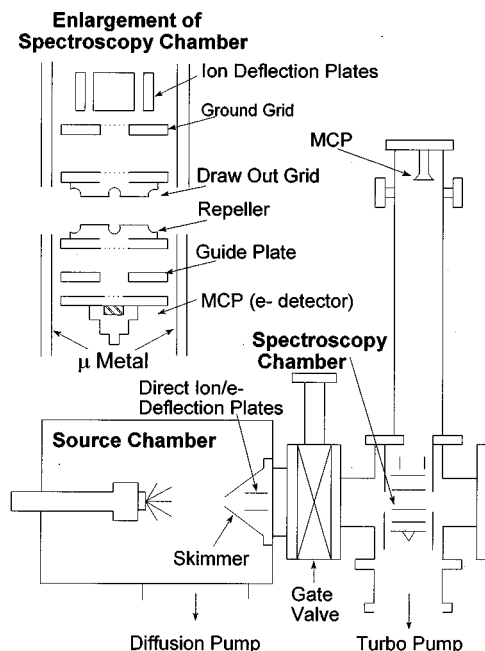 Enlargement of
Spectroscopy Chamber
Ion Deflection Plates
Ground Grid
MCP
Draw Out Grid
Repeller
Guide Plate
MCP (e- detector)
μ Metal
Spectroscopy
Chamber
Direct Ion/e-
Deflection Plates
Source Chamber
Skimmer
Gate
Valve
Diffusion Pump
Turbo Pump